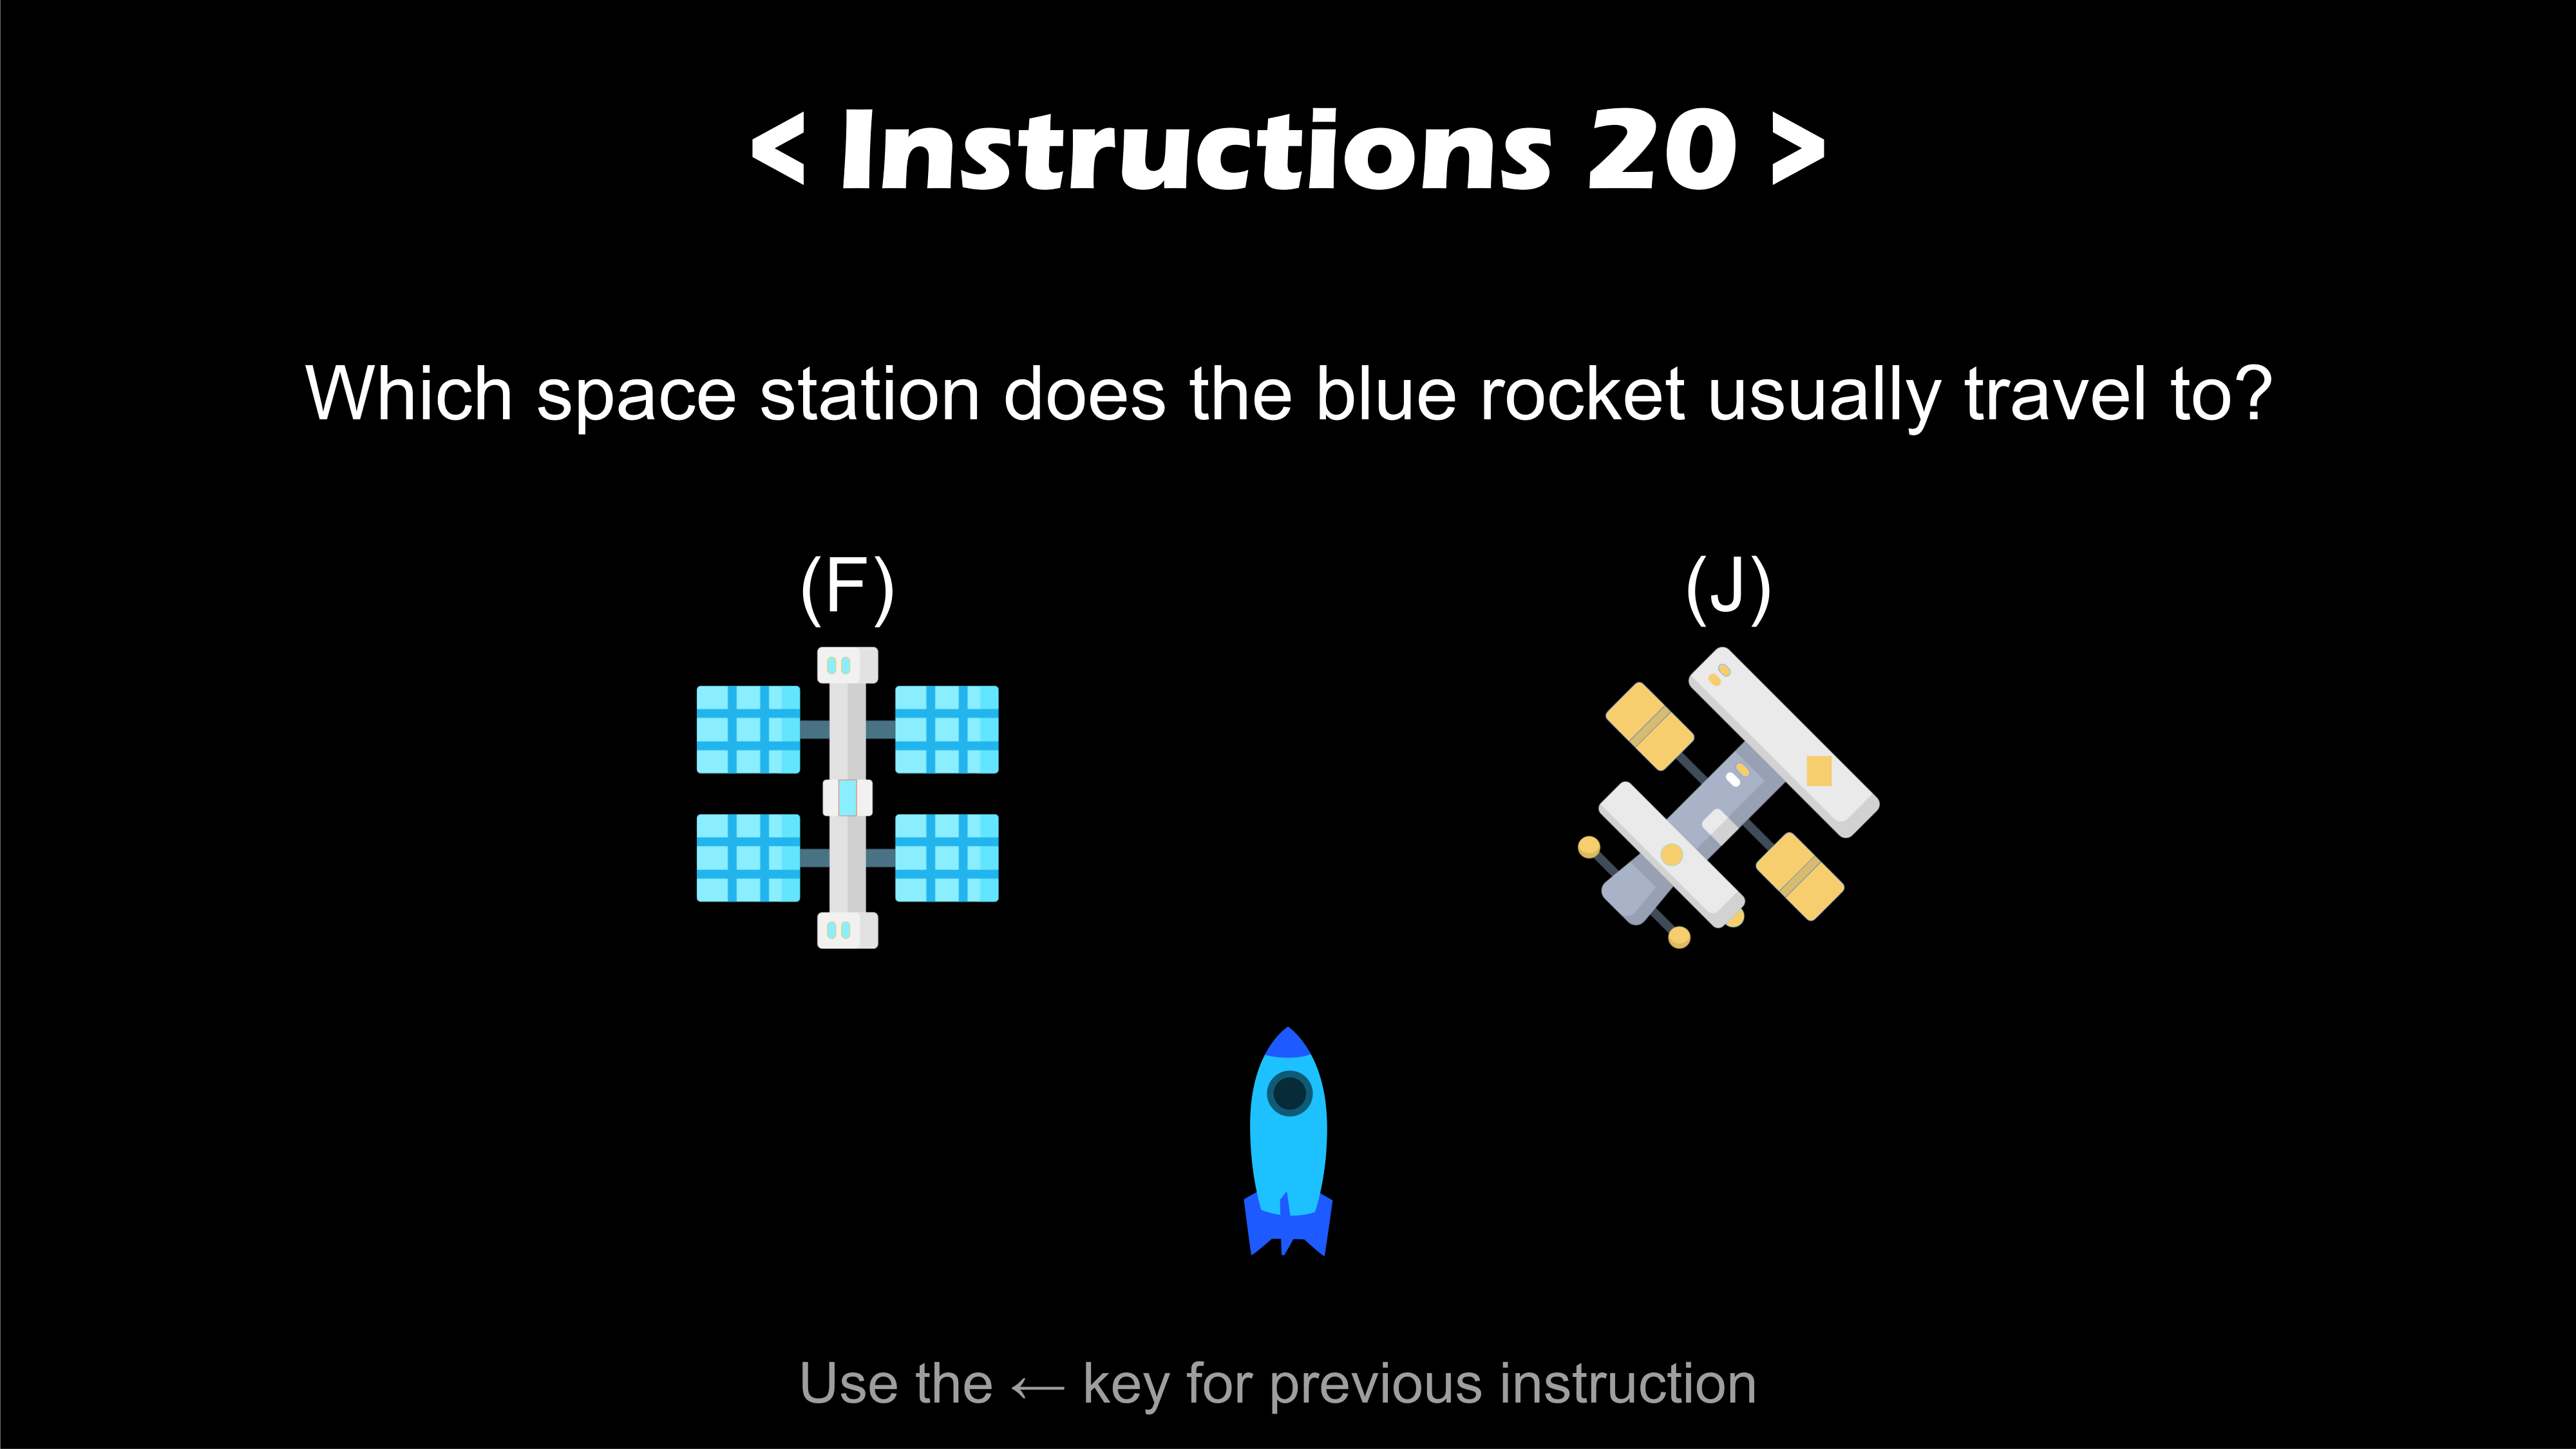 < Instructions 20 >
Which space station does the blue rocket usually travel to?
(F) (J)
Use the ← key for previous instruction